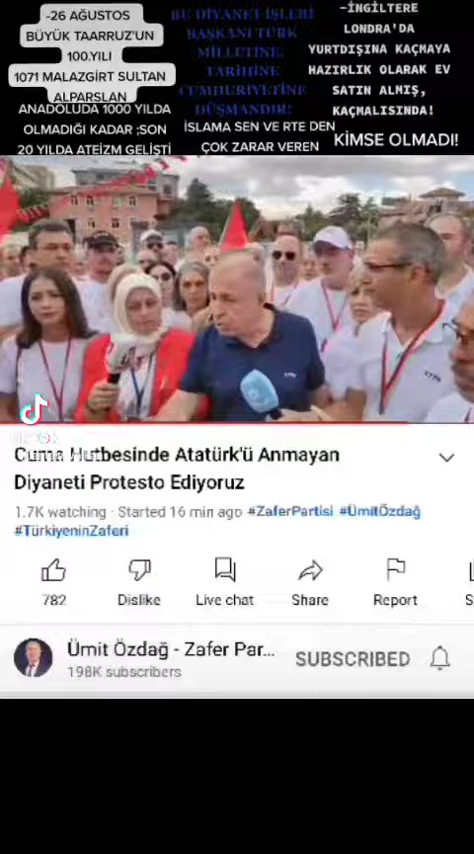 -26 AĞUSTOS
BÜYÜK TAARRUZ'UN
100.YILI
1071 MALAZGİRT SULTAN
ALPARSLAN
ANADOLUDA 1000 YILDA
OLMADIĞI KADAR ;SON
20 YILDA ATEİZM GELİŞTİ
BU DİYANET İŞLERİ
BAŞKANI TÜRK
MİLLETİNE,
TARİHİNE
CUMHURİYETİNE
DÜŞMANDIR!
İSLAMA SEN VE RTE DEN
ÇOK ZARAR VEREN
-İNGİLTERE
LONDRA'DA
YURTDIŞINA KAÇMAYA
HAZIRLIK OLARAK EV
SATIN ALMIŞ,
KAÇMALISINDA!
KİMSE OLMADI!
TikTok
Cuma Hutbesinde Atatürk'ü Anmayan
Diyaneti Protesto Ediyoruz
1.7K watching · Started 16 min ago #ZaferPartisi #ÜmitÖzdağ
#TürkiyeninZaferi
782 Dislike Live chat Share Report S
Ümit Özdağ - Zafer Par... SUBSCRIBED
198K subscribers